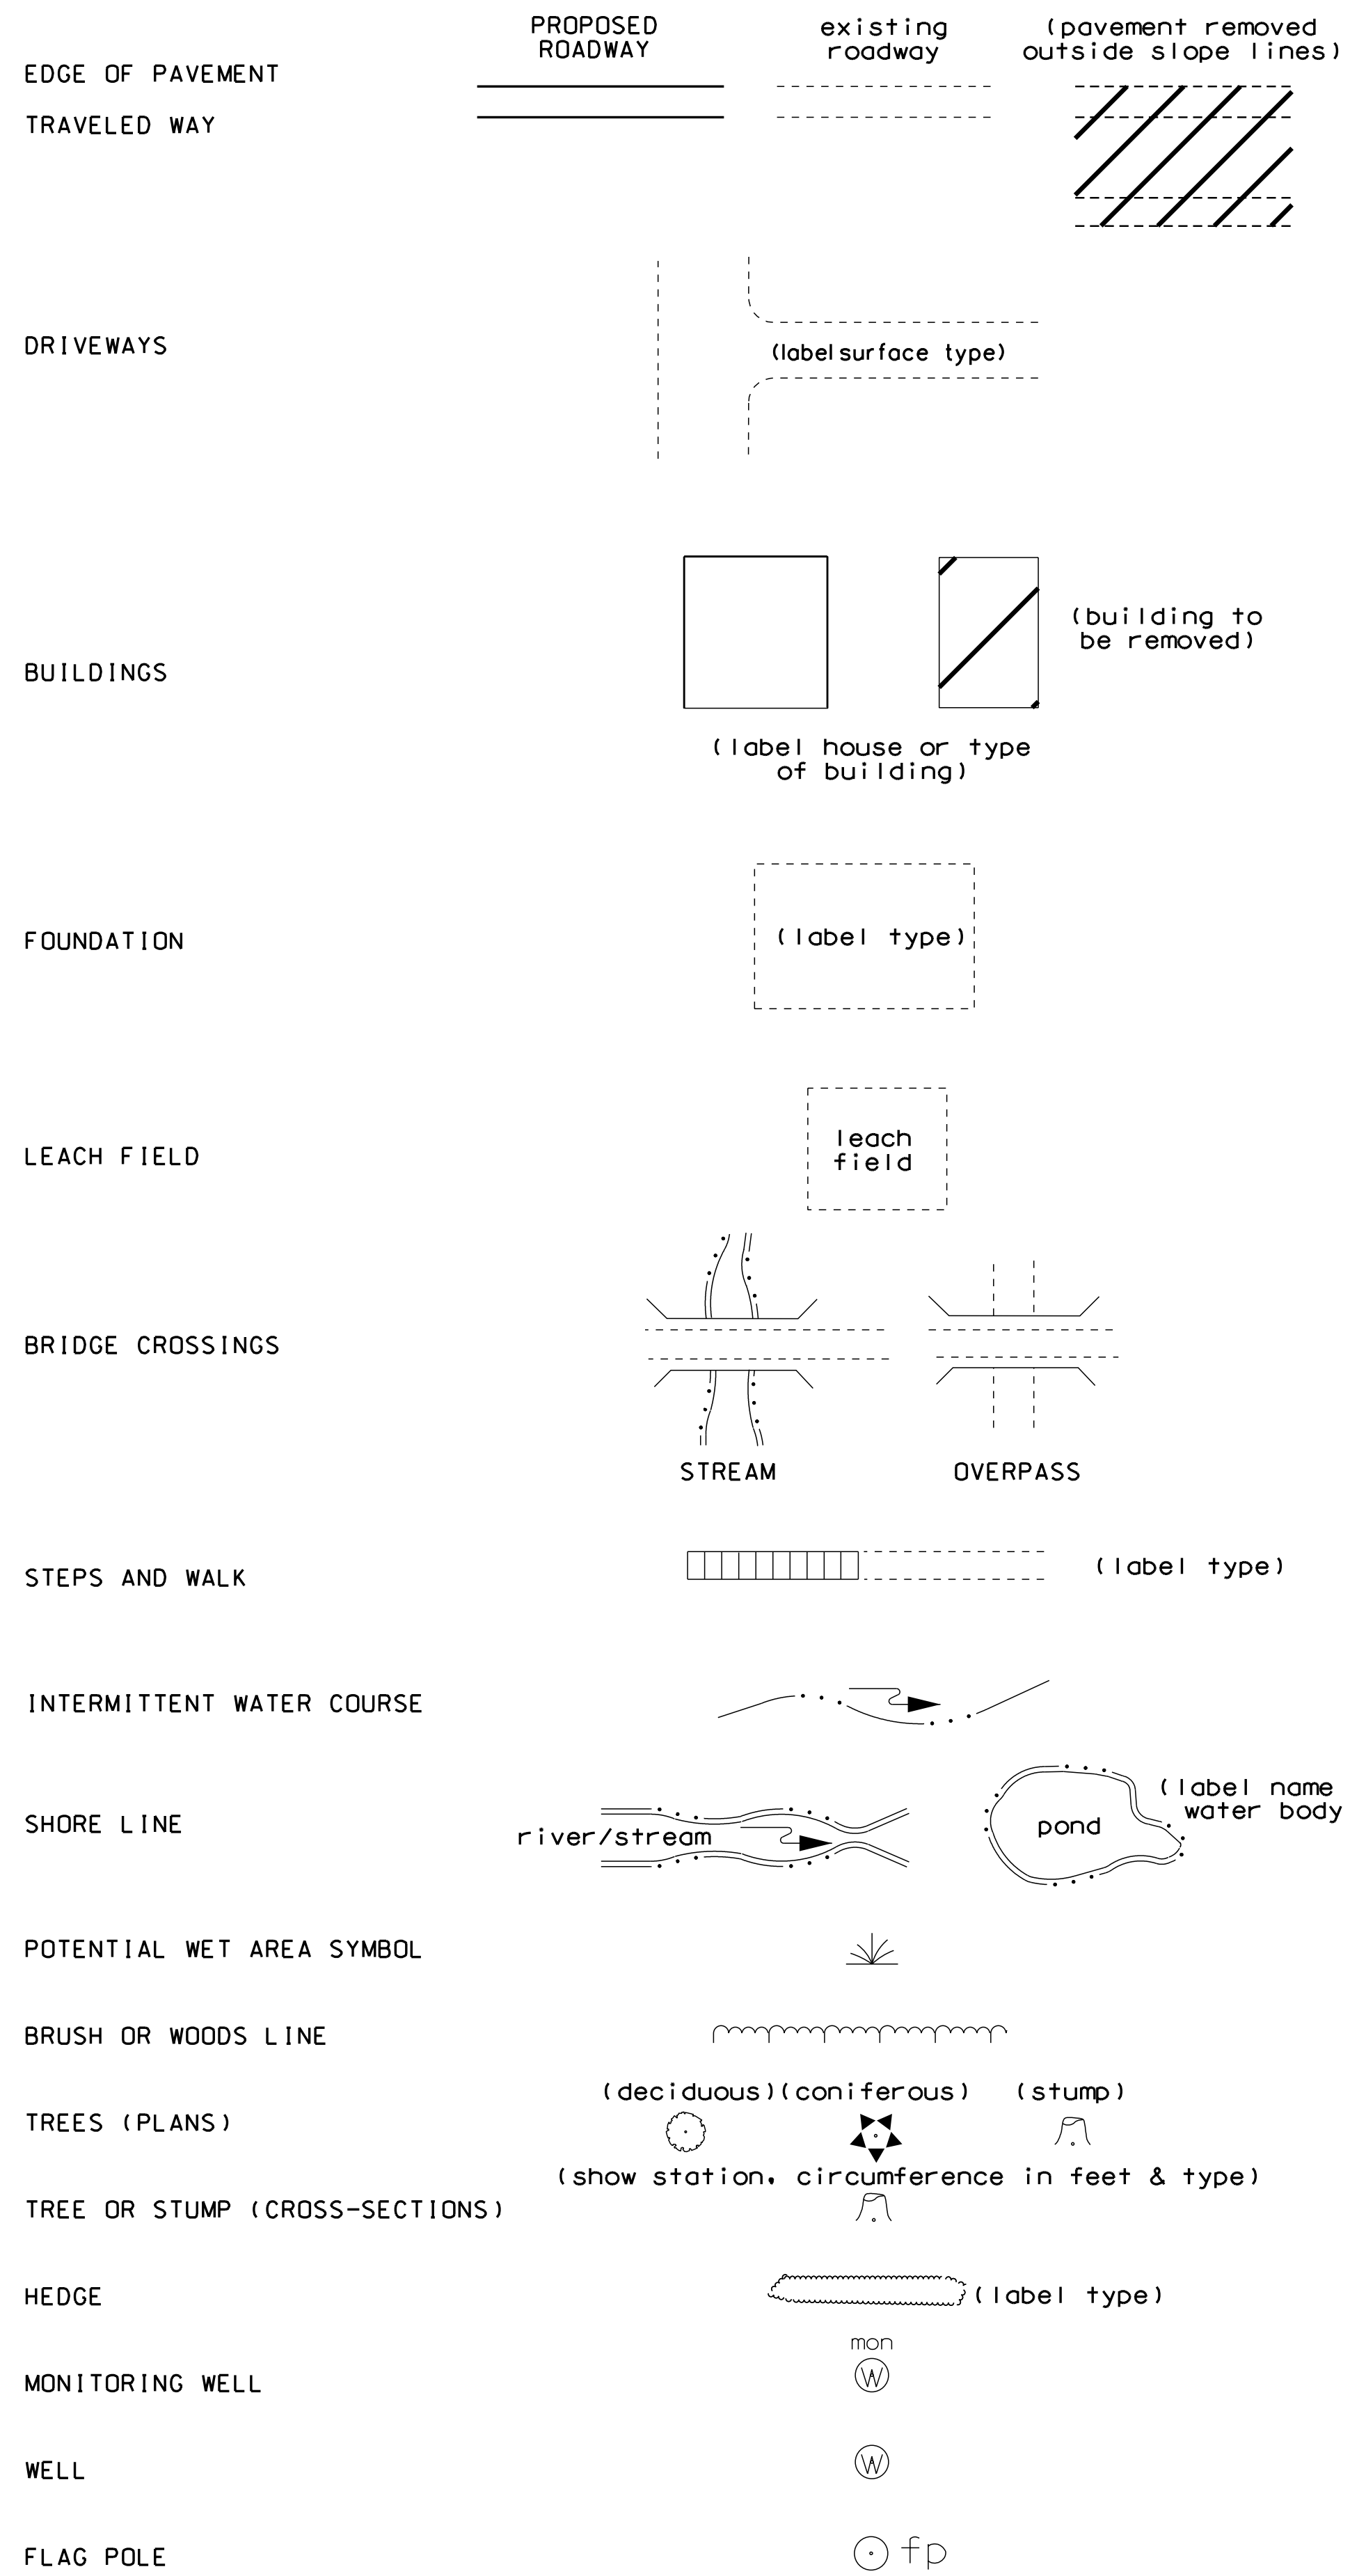 PROPOSED
ROADWAY
existing
roadway
(pavement removed
outside slope lines)
EDGE OF PAVEMENT
TRAVELED WAY
DRIVEWAYS
(label surface type)
BUILDINGS
(building to
be removed)
(label house or type
of building)
FOUNDATION
(label type)
LEACH FIELD
leach
field
BRIDGE CROSSINGS
STREAM
OVERPASS
STEPS AND WALK
(label type)
INTERMITTENT WATER COURSE
SHORE LINE
river/stream
pond
(label name
water body
POTENTIAL WET AREA SYMBOL
BRUSH OR WOODS LINE
(deciduous) (coniferous) (stump)
TREES (PLANS)
(show station, circumference in feet & type)
TREE OR STUMP (CROSS-SECTIONS)
HEDGE
(label type)
mon
MONITORING WELL
W
WELL
W
FLAG POLE
fp